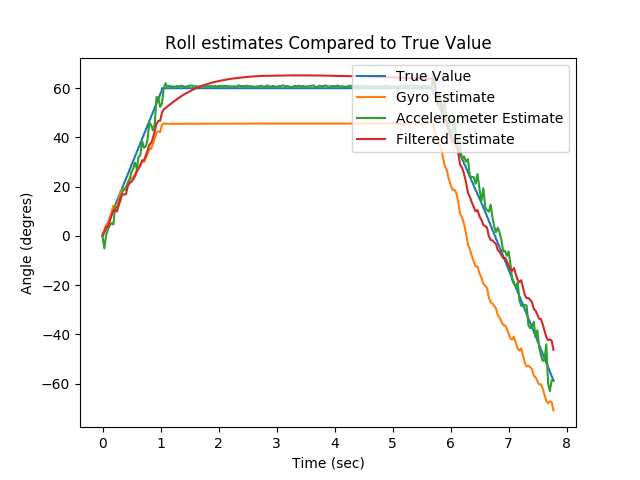 Roll estimates Compared to True Value
True Value
Gyro Estimate
Accelerometer Estimate
Filtered Estimate
60
40
20
0
−20
−40
−60
Angle (degres)
0 1 2 3 4 5 6 7 8
Time (sec)